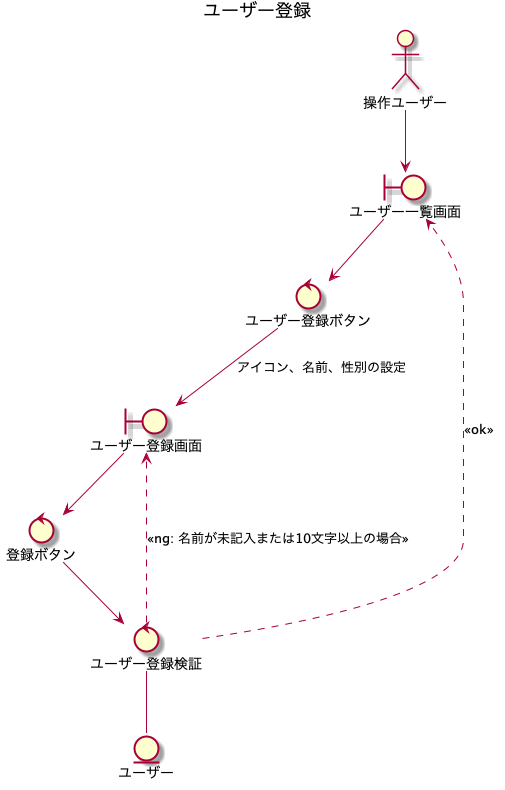 ユーザー登録
操作ユーザー
ユーザー一覧画面
ユーザー登録ボタン
アイコン、名前、性別の設定
ユーザー登録画面
«ok»
登録ボタン
«ng: 名前が未記入または10文字以上の場合»
ユーザー登録検証
ユーザー